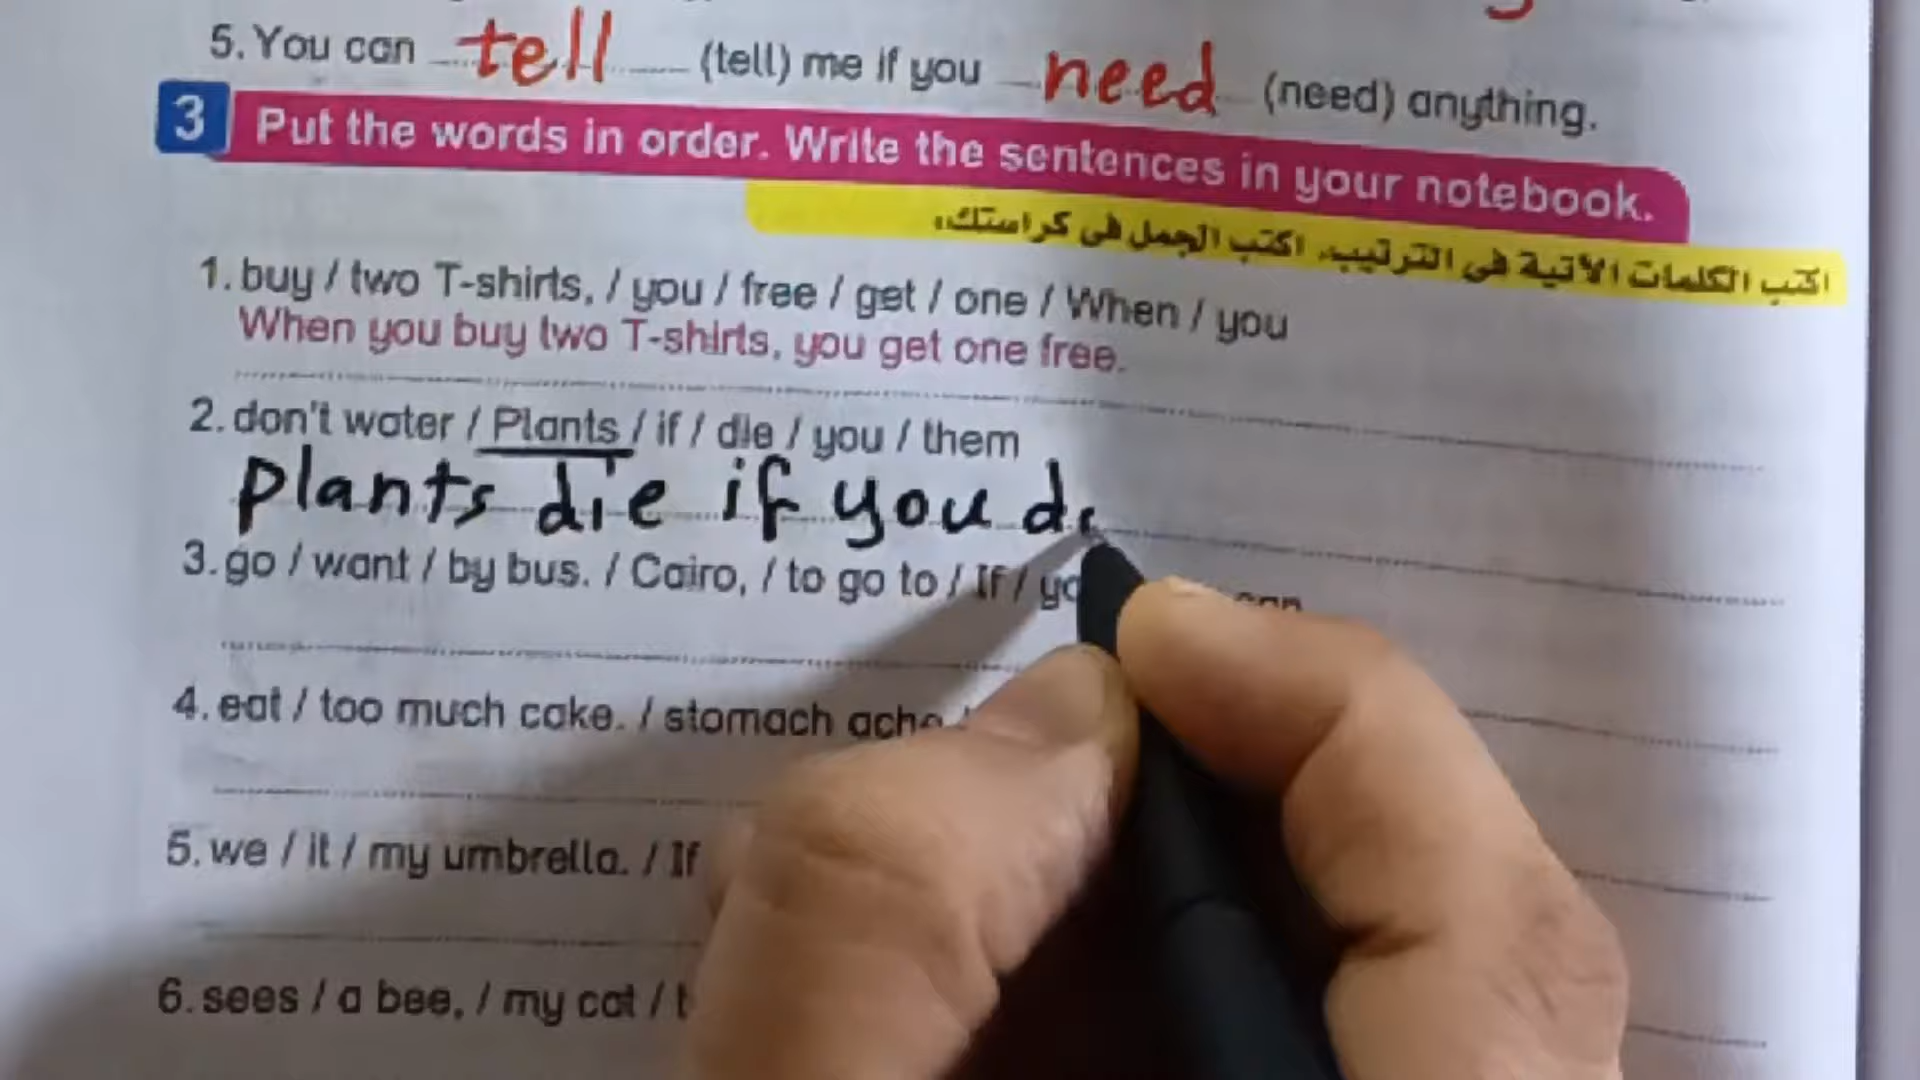 5. You can tell (tell) me if you need (need) anything.
3 Put the words in order. Write the sentences in your notebook.
اكتب الكلمات الآتية فى الترتيب. اكتب الجمل فى كراستك.
1. buy / two T-shirts, / you / free / get / one / When / you
When you buy two T-shirts, you get one free.
2. don't water / Plants / if / die / you / them
plants die if you d
3. go / want / by bus. / Cairo, / to go to / If / can
4. eat / too much cake. / stomach ache
5. we / it / my umbrella. / If
6. sees / a bee, / my cat /